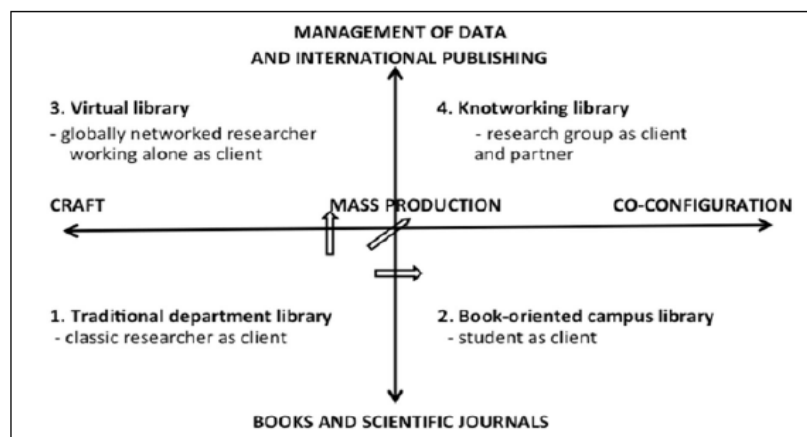 MANAGEMENT OF DATA
AND INTERNATIONAL PUBLISHING
3. Virtual library
- globally networked researcher
working alone as client
4. Knotworking library
- research group as client
and partner
CRAFT
MASS PRODUCTION
CO-CONFIGURATION
1. Traditional department library
- classic researcher as client
2. Book-oriented campus library
- student as client
BOOKS AND SCIENTIFIC JOURNALS